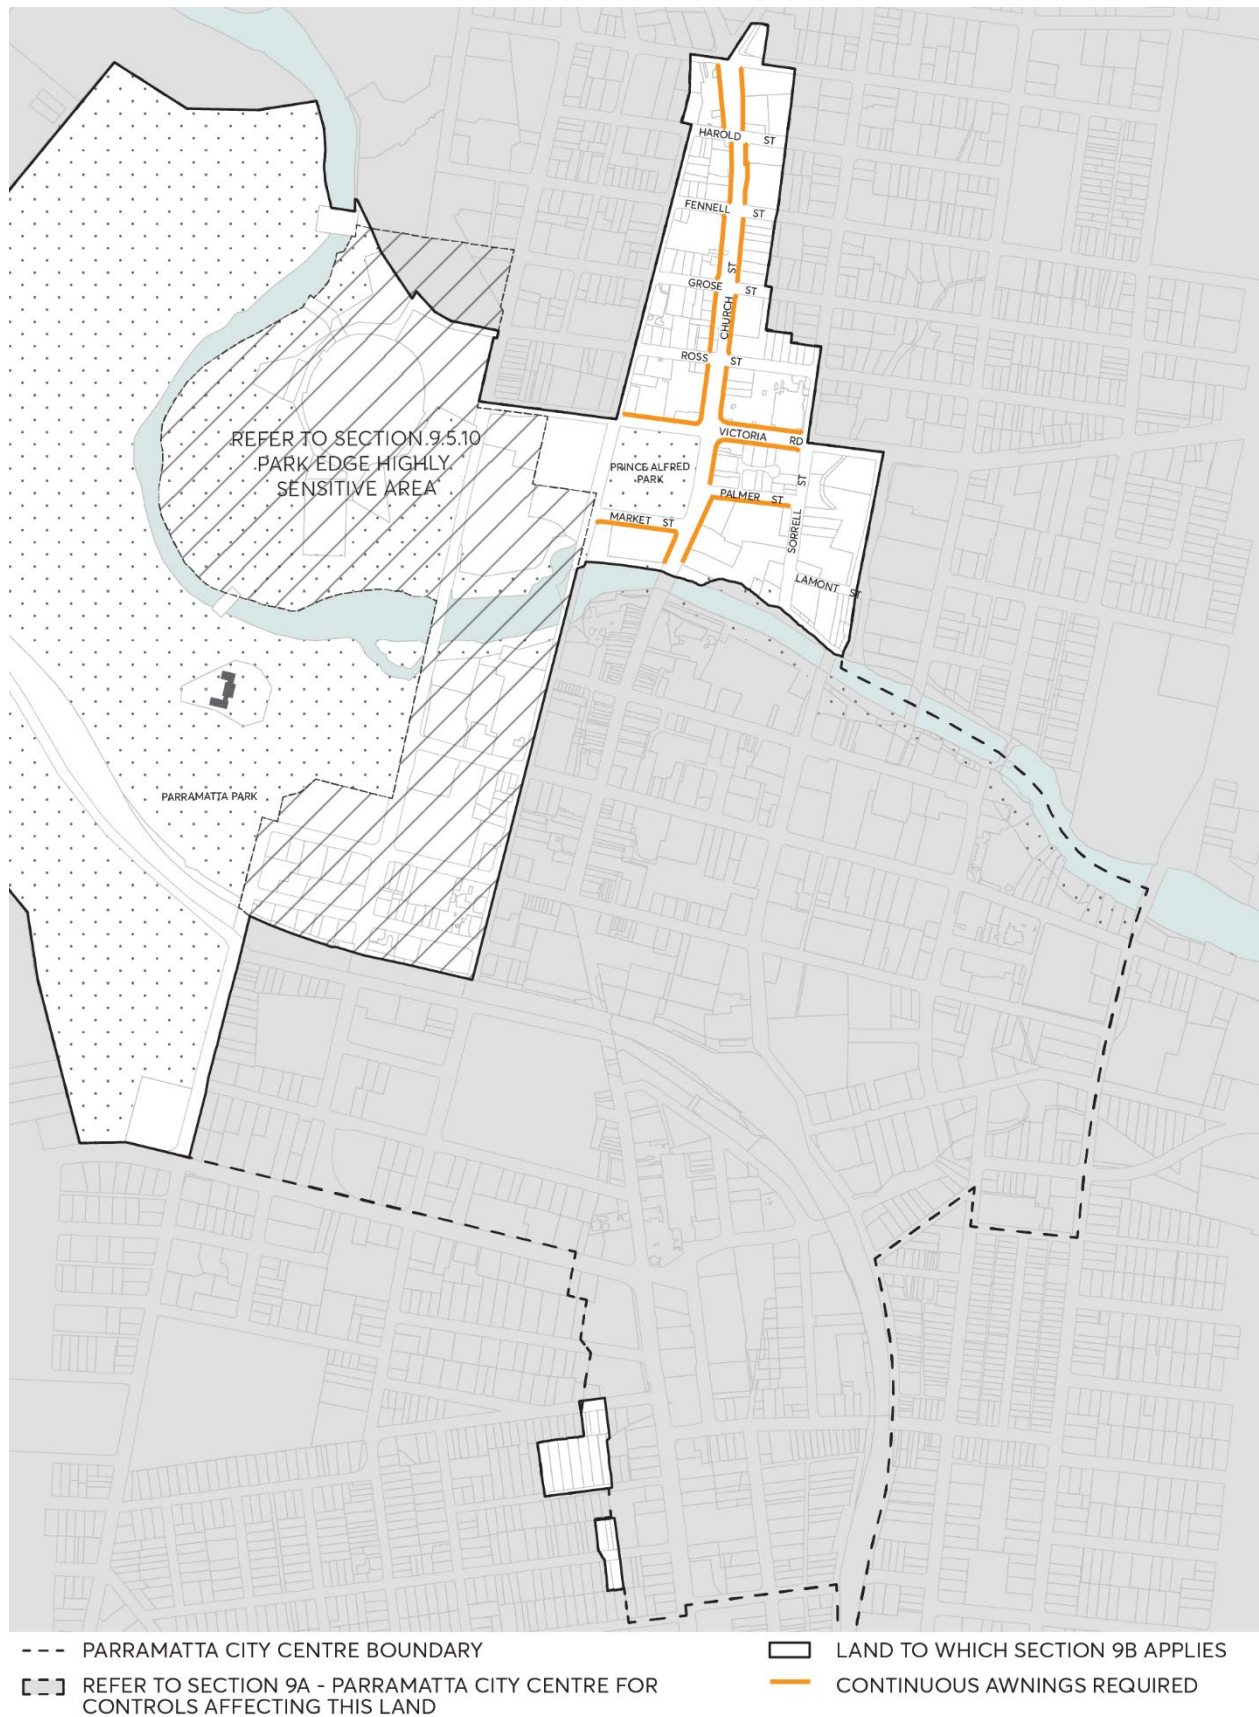 HAROLD ST
FENNELL ST
GROSE ST
CHURCH ST
ROSS ST
VICTORIA RD
REFER TO SECTION 9.5.10
PARK EDGE HIGHLY
SENSITIVE AREA
PRINCE ALFRED
PARK
PALMER ST
MARKET ST
SORRELL ST
LAMONT ST
PARRAMATTA PARK
PARRAMATTA CITY CENTRE BOUNDARY
REFER TO SECTION 9A - PARRAMATTA CITY CENTRE FOR
CONTROLS AFFECTING THIS LAND
LAND TO WHICH SECTION 9B APPLIES
CONTINUOUS AWNINGS REQUIRED